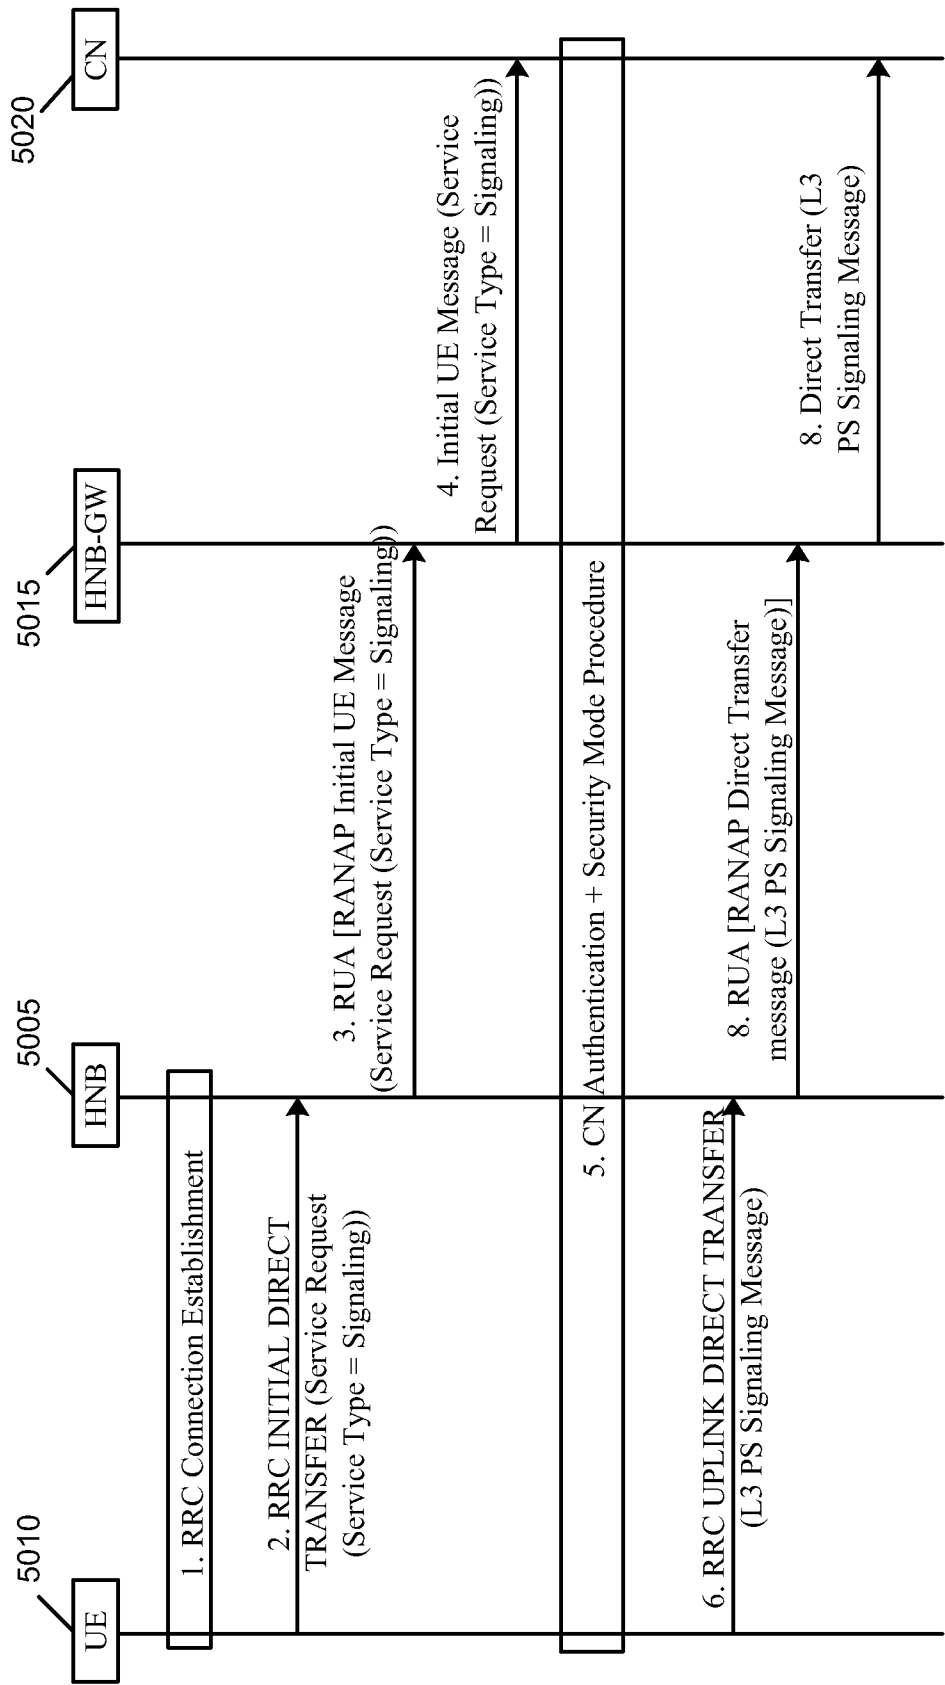 5010
5005
5015
5020
UE
HNB
HNB-GW
CN
1. RRC Connection Establishment
2. RRC INITIAL DIRECT
TRANSFER (Service Request
(Service Type = Signaling))
3. RUA [RANAP Initial UE Message
(Service Request (Service Type = Signaling))
4. Initial UE Message (Service
Request (Service Type = Signaling))
5. CN Authentication + Security Mode Procedure
6. RRC UPLINK DIRECT TRANSFER
(L3 PS Signaling Message)
8. RUA [RANAP Direct Transfer
message (L3 PS Signaling Message)]
8. Direct Transfer (L3
PS Signaling Message)